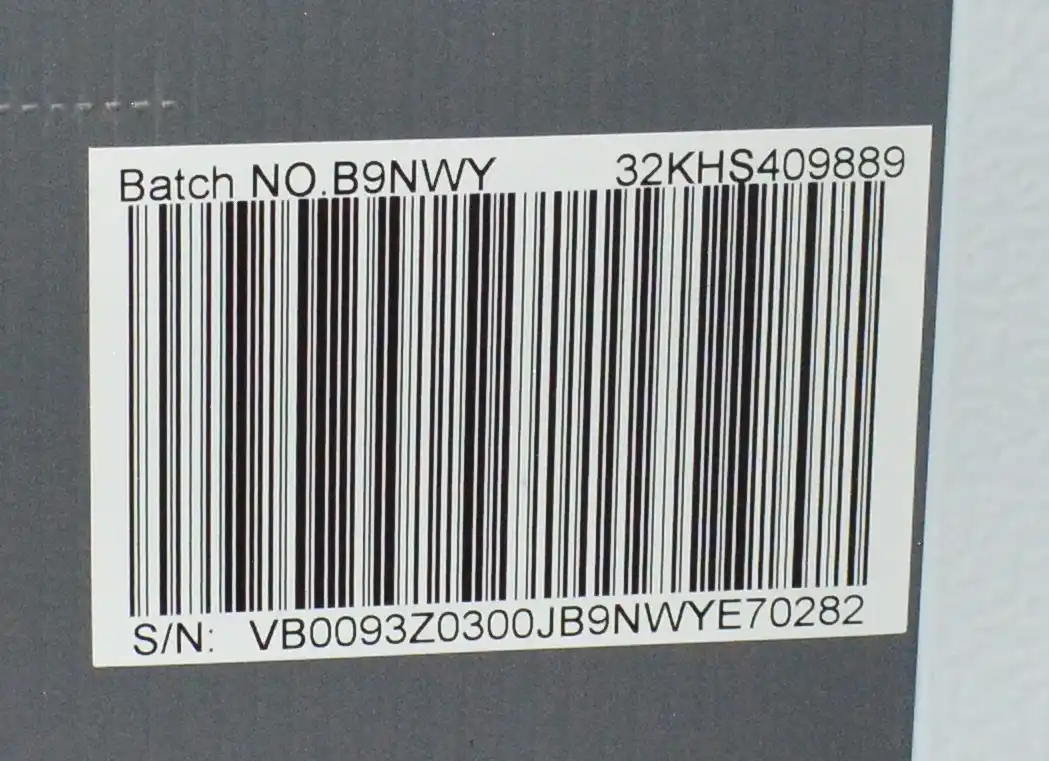 Batch NO.B9NWY 32KHS409889
S/N: VB0093Z0300JB9NWYE70282